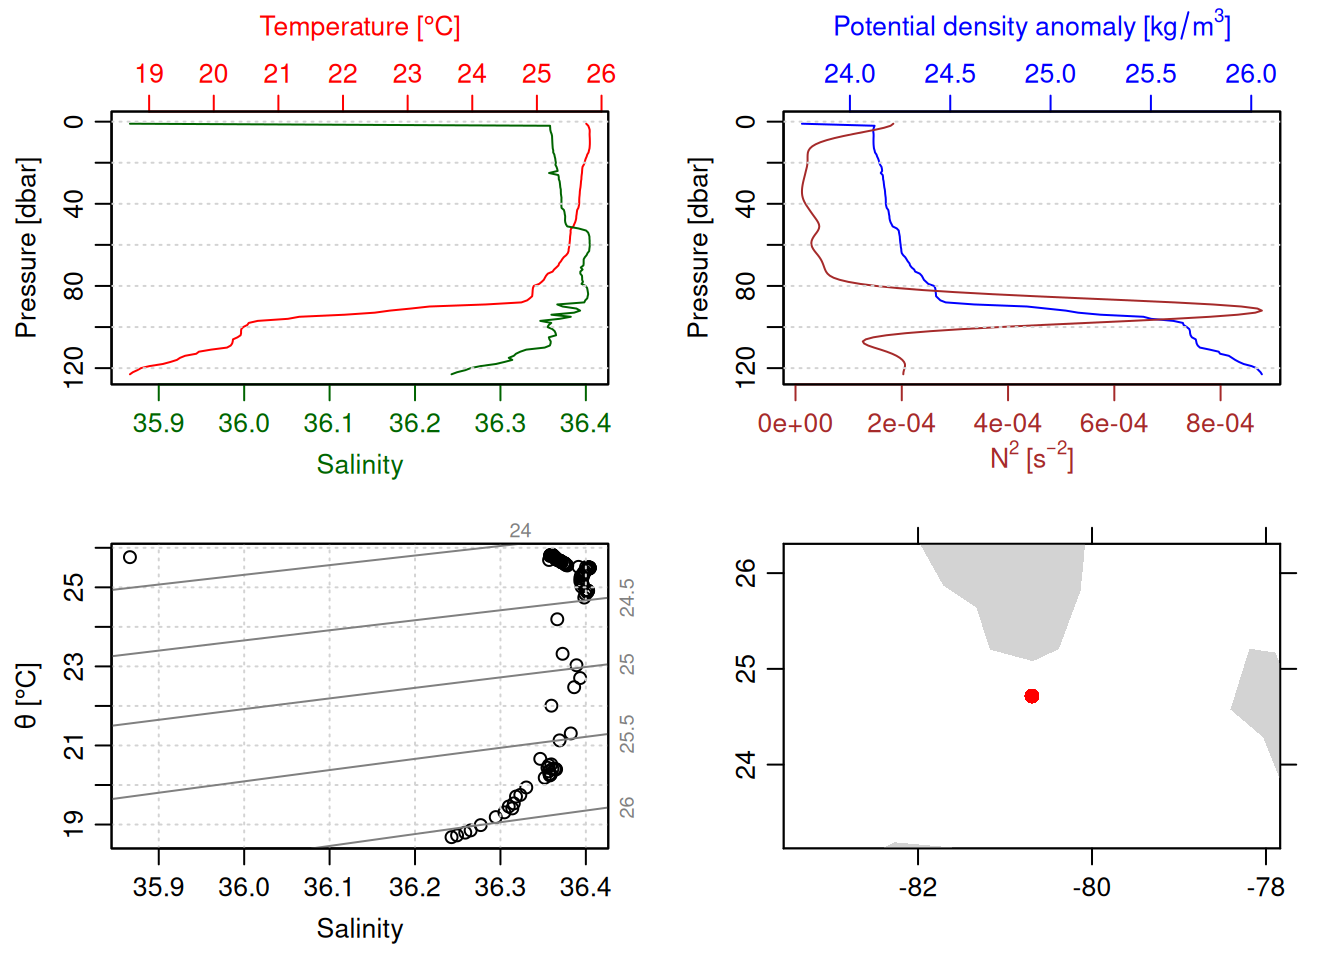 Temperature [°C]
19 20 21 22 23 24 25 26
Pressure [dbar]
0
40
80
120
35.9 36.0 36.1 36.2 36.3 36.4
Salinity
Potential density anomaly [kg/m³]
24.0 24.5 25.0 25.5 26.0
Pressure [dbar]
0
40
80
120
0e+00 2e-04 4e-04 6e-04 8e-04
N² [s⁻²]
24
θ [°C]
25
23
21
19
24.5
25
25.5
26
35.9 36.0 36.1 36.2 36.3 36.4
Salinity
26
25
24
-82 -80 -78